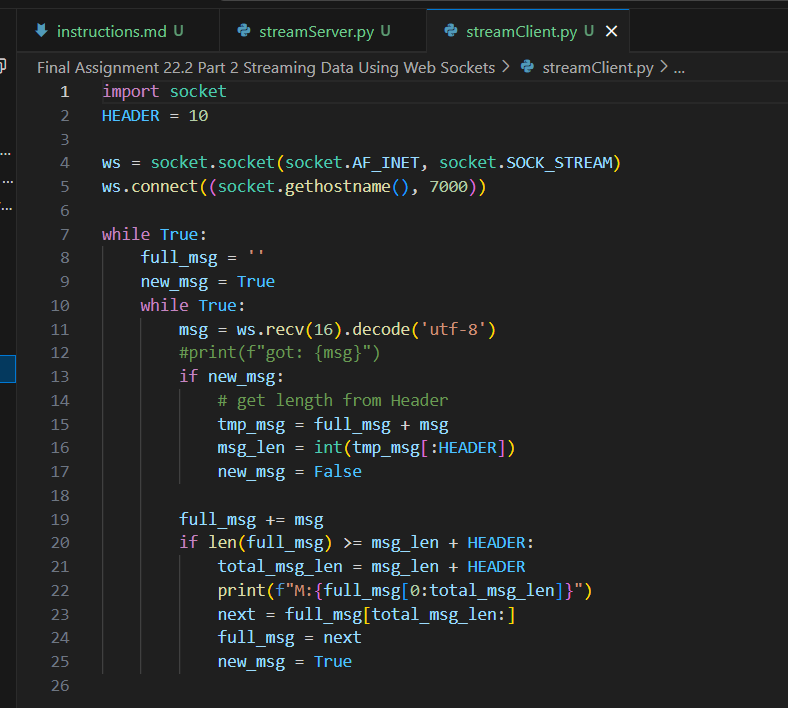 instructions.md U streamServer.py U streamClient.py U
Final Assignment 22.2 Part 2 Streaming Data Using Web Sockets > streamClient.py > ...
1 import socket
2 HEADER = 10
3
4 ws = socket.socket(socket.AF_INET, socket.SOCK_STREAM)
5 ws.connect((socket.gethostname(), 7000))
6
7 while True:
8     full_msg = ''
9     new_msg = True
10     while True:
11         msg = ws.recv(16).decode('utf-8')
12         #print(f"got: {msg}")
13         if new_msg:
14             # get length from Header
15             tmp_msg = full_msg + msg
16             msg_len = int(tmp_msg[:HEADER])
17             new_msg = False
18
19         full_msg += msg
20         if len(full_msg) >= msg_len + HEADER:
21             total_msg_len = msg_len + HEADER
22             print(f"M:{full_msg[0:total_msg_len]}")
23             next = full_msg[total_msg_len:]
24             full_msg = next
25             new_msg = True
26